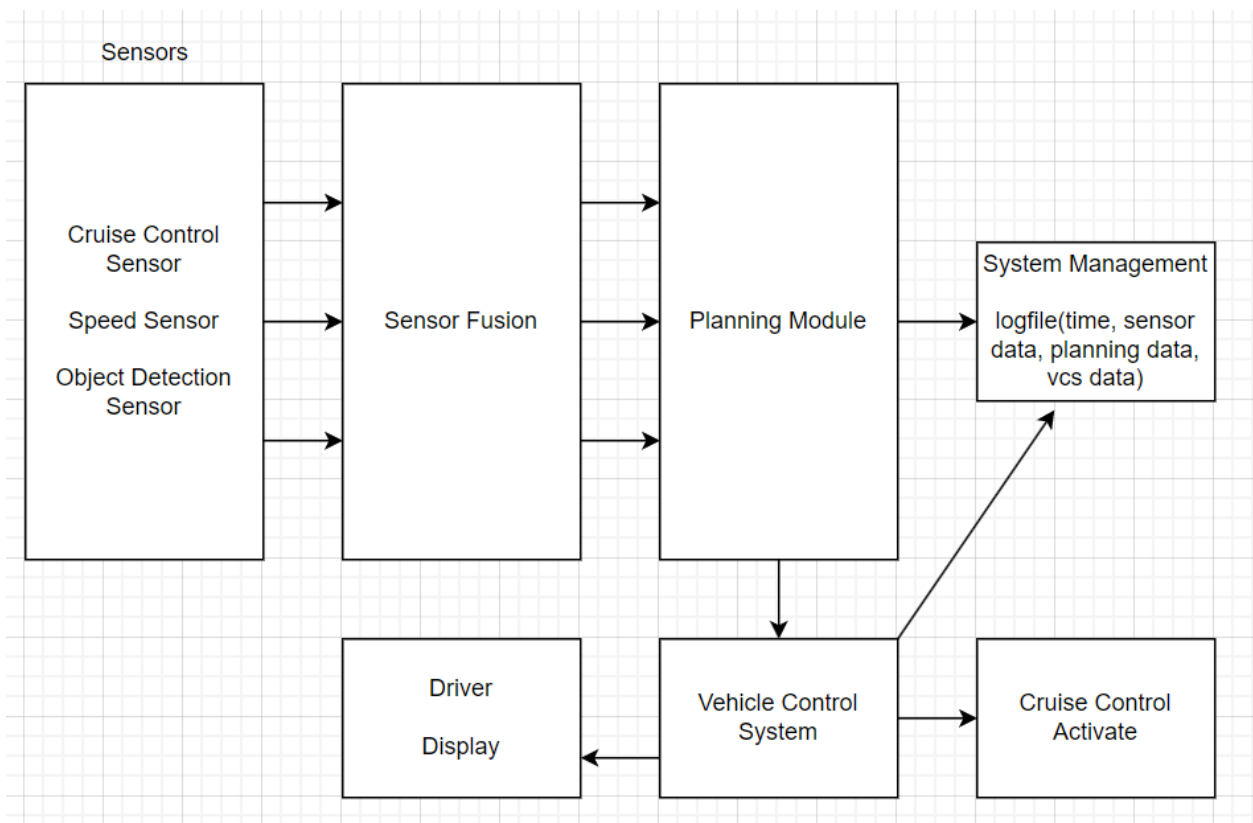 Sensors
Cruise Control
Sensor
Speed Sensor
Object Detection
Sensor
Sensor Fusion
Planning Module
System Management
logfile(time, sensor
data, planning data,
vcs data)
Driver
Display
Vehicle Control
System
Cruise Control
Activate